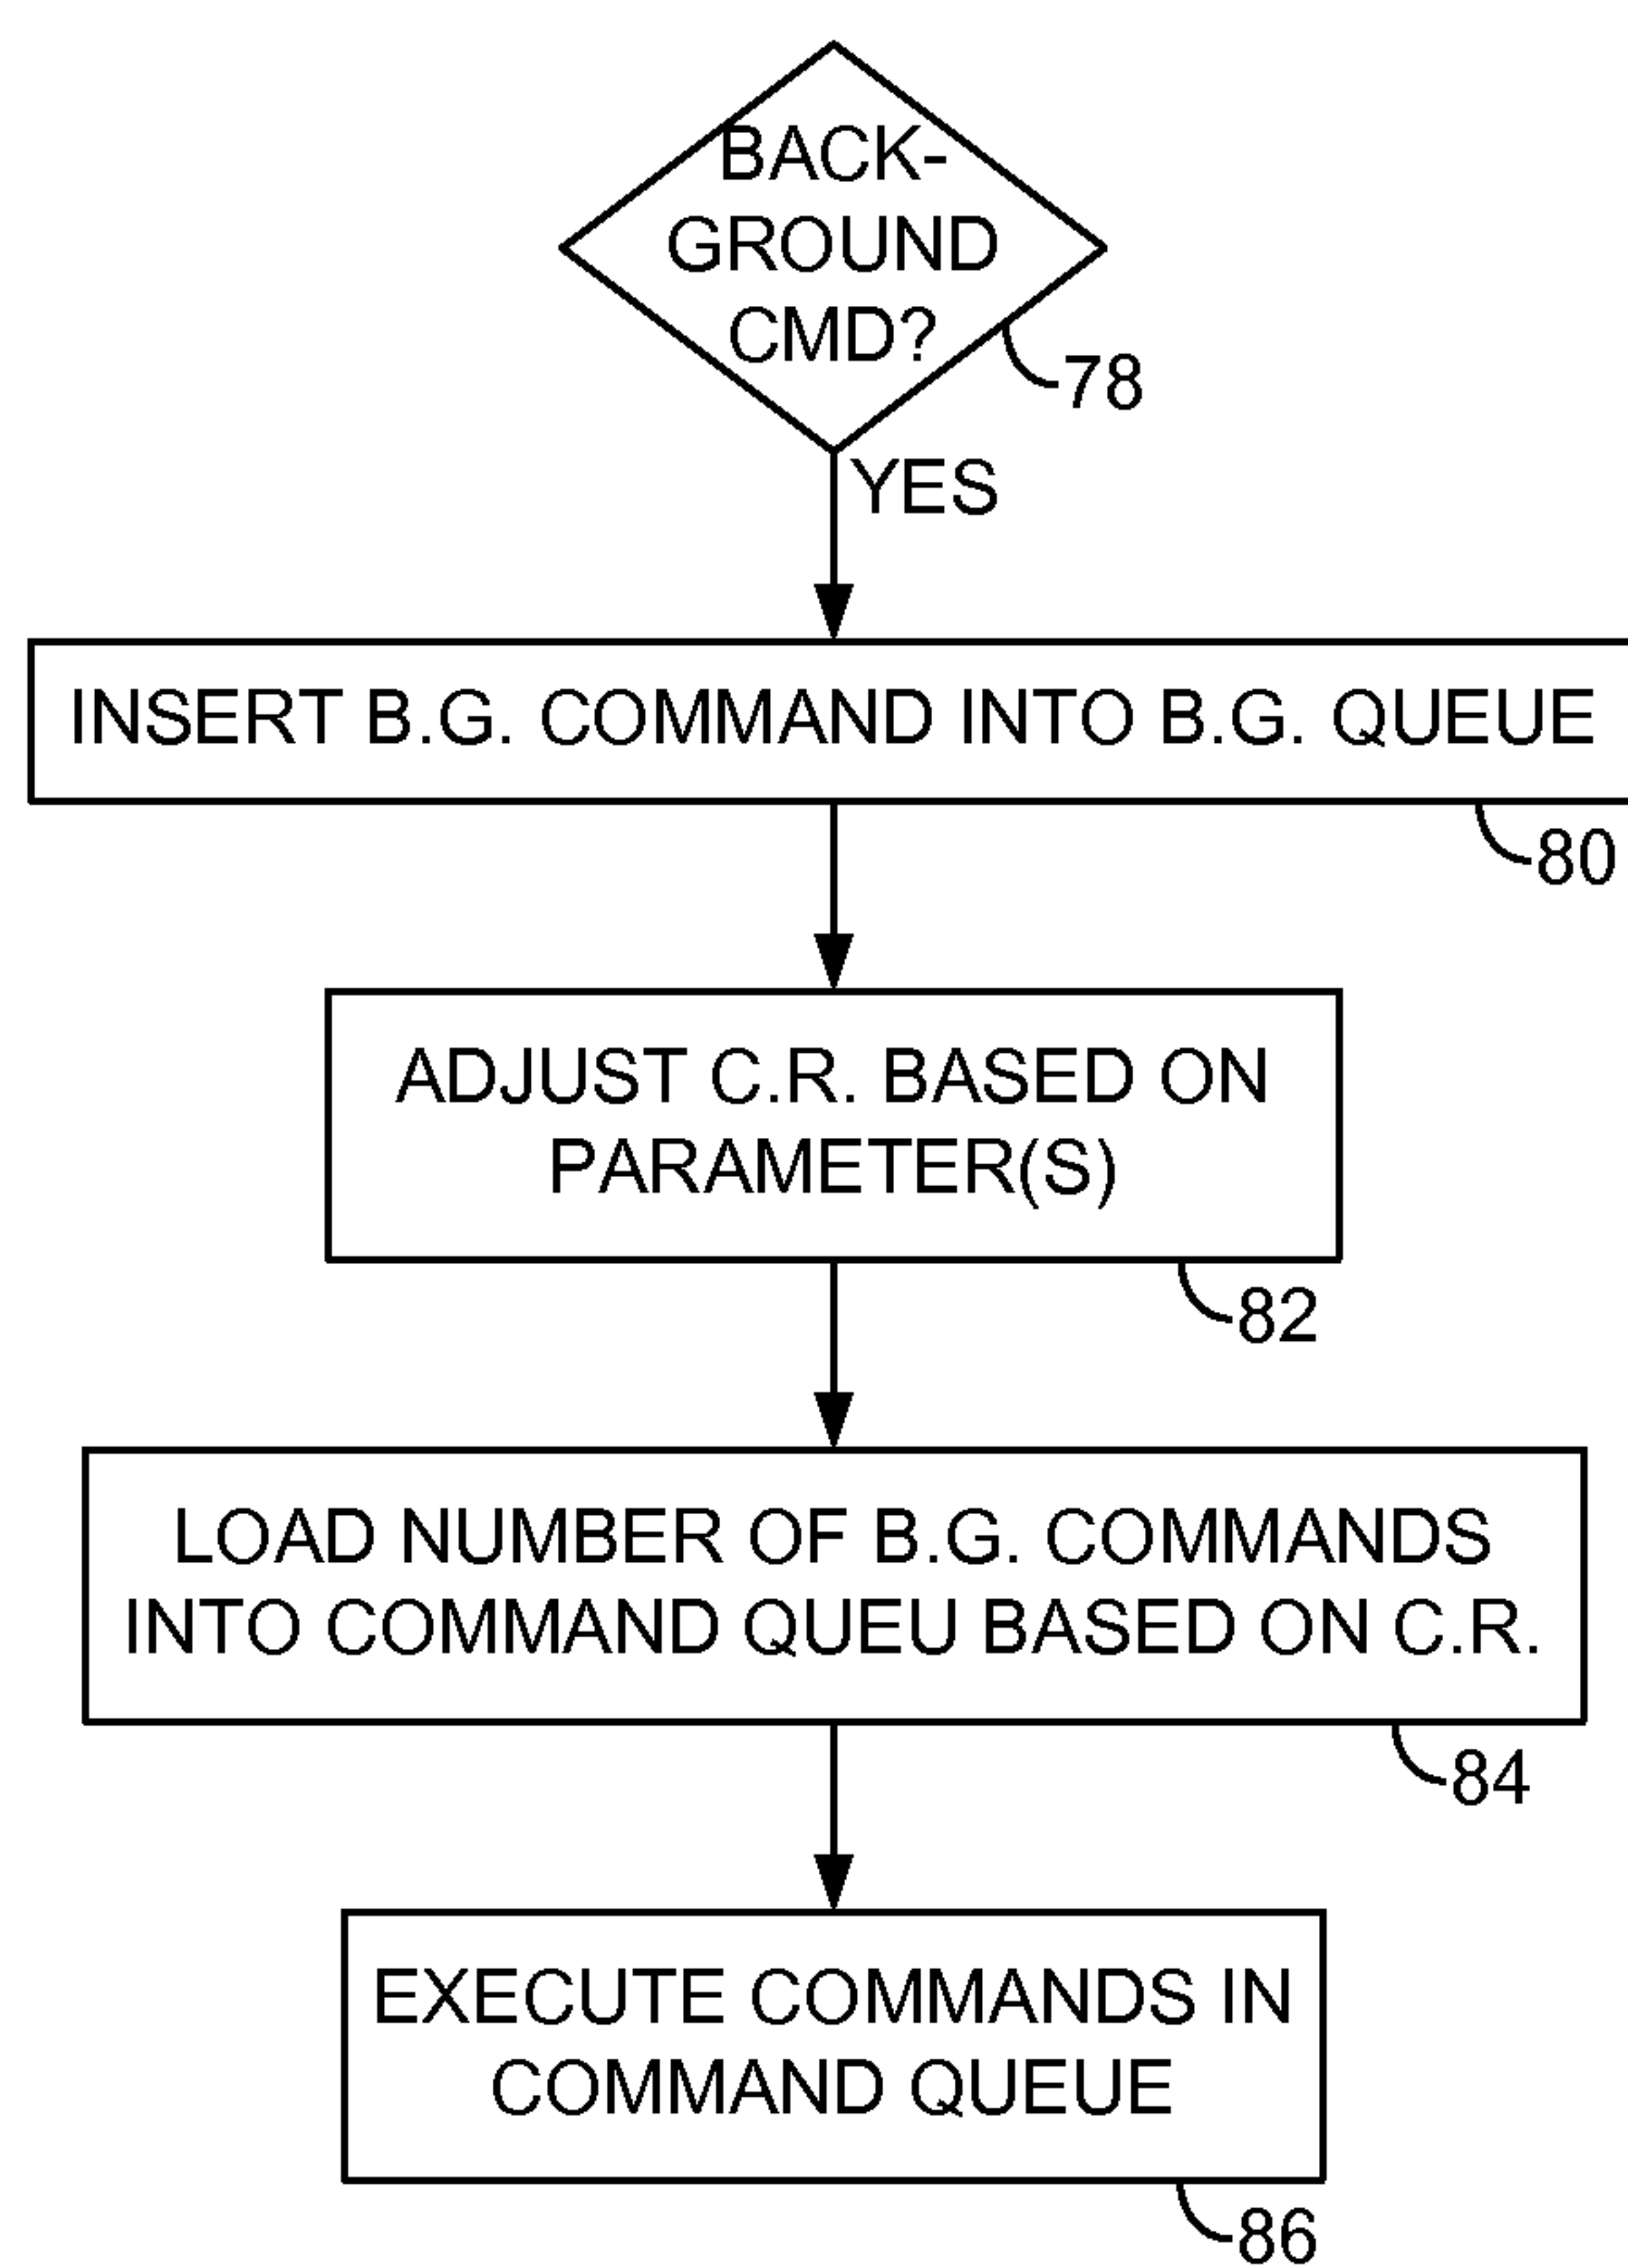 BACK-
GROUND
CMD?
78
YES
INSERT B.G. COMMAND INTO B.G. QUEUE
80
ADJUST C.R. BASED ON
PARAMETER(S)
82
LOAD NUMBER OF B.G. COMMANDS
INTO COMMAND QUEU BASED ON C.R.
84
EXECUTE COMMANDS IN
COMMAND QUEUE
86